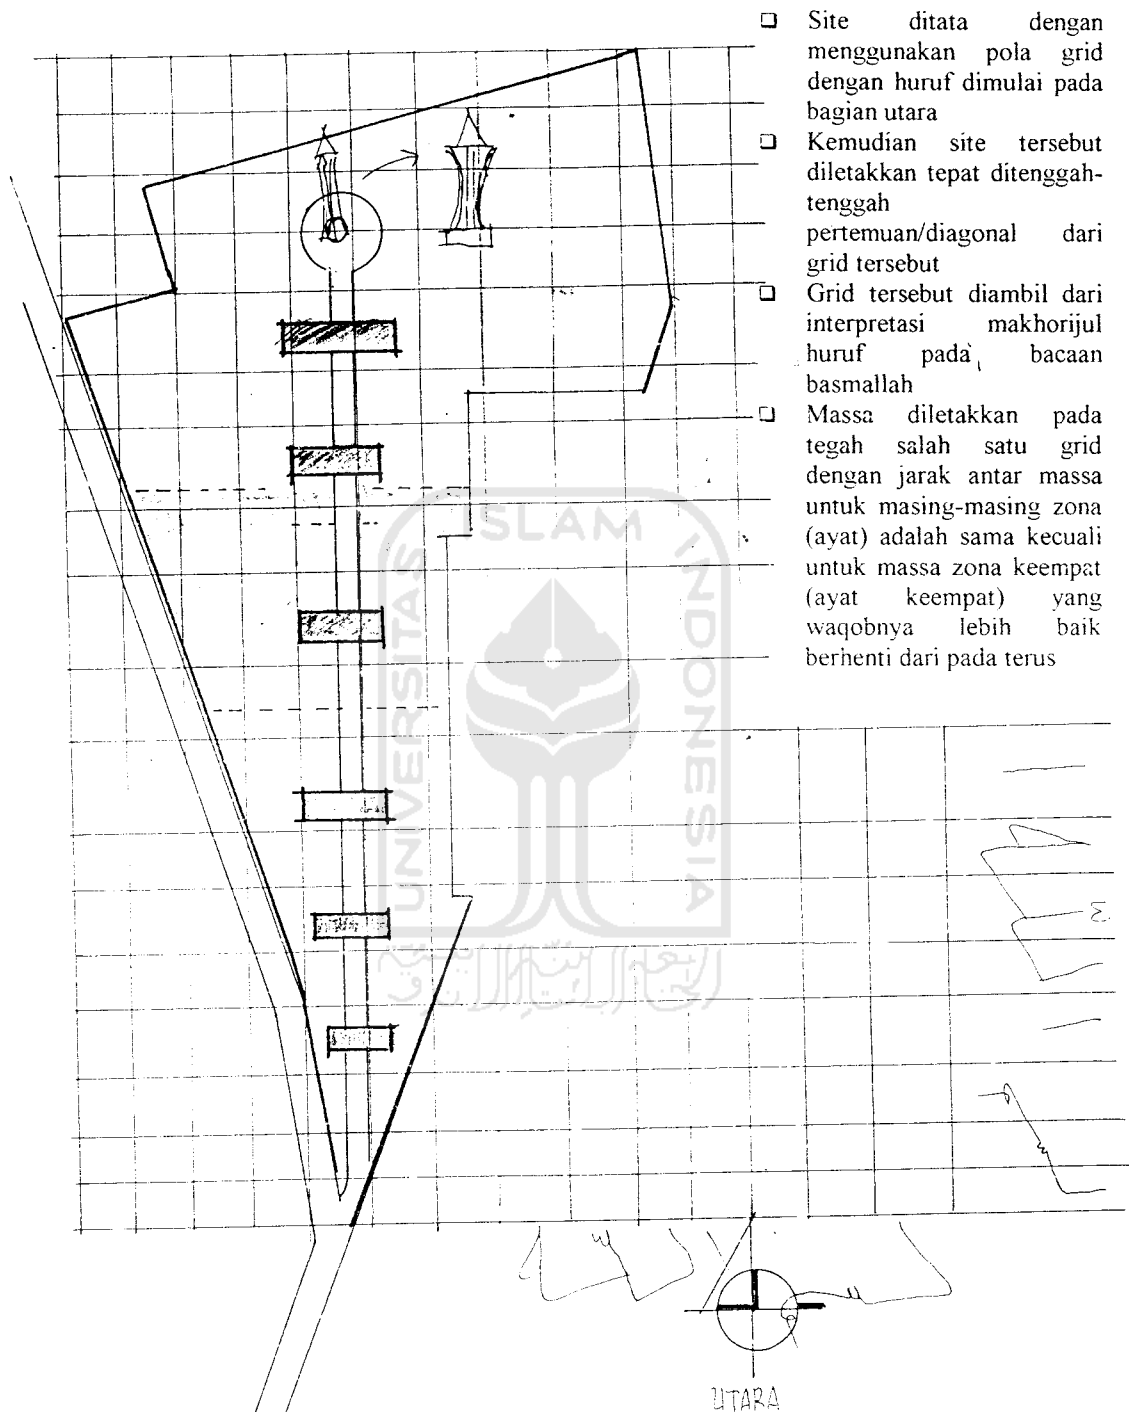 ❑ Site ditata dengan
menggunakan pola grid
dengan huruf dimulai pada
bagian utara
❑ Kemudian site tersebut
diletakkan tepat ditenggah-
tenggah
pertemuan/diagonal dari
grid tersebut
❑ Grid tersebut diambil dari
interpretasi makhorijul
huruf pada bacaan
basmallah
❑ Massa diletakkan pada
tegah salah satu grid
dengan jarak antar massa
untuk masing-masing zona
(ayat) adalah sama kecuali
untuk massa zona keempat
(ayat keempat) yang
waqobnya lebih baik
berhenti dari pada terus
ISLAM
UNIVERSITAS
INDONESIA
UTARA